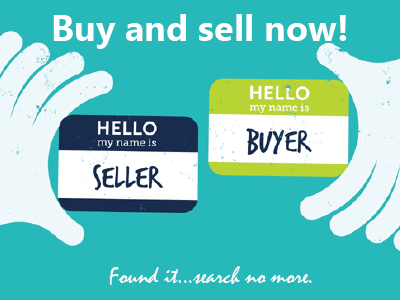 Buy and sell now!
HELLO
my name is
SELLER
HELLO
my name is
BUYER
Found it...search no more.